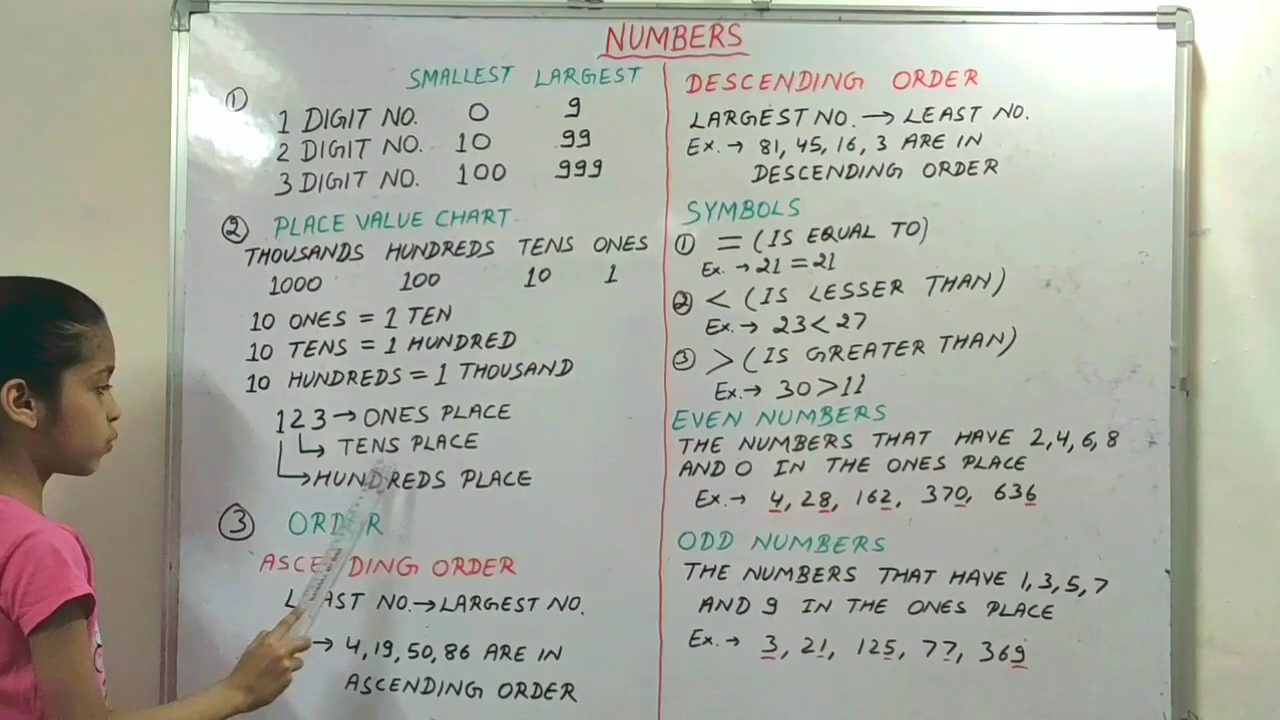 NUMBERS
SMALLEST LARGEST
① 1 DIGIT NO. 0 9
2 DIGIT NO. 10 99
3 DIGIT NO. 100 999
② PLACE VALUE CHART
THOUSANDS HUNDREDS TENS ONES
1000 100 10 1
10 ONES = 1 TEN
10 TENS = 1 HUNDRED
10 HUNDREDS = 1 THOUSAND
123 → ONES PLACE
TENS PLACE
HUNDREDS PLACE
③ ORDER
ASCENDING ORDER
LEAST NO. → LARGEST NO.
→ 4, 19, 50, 86 ARE IN
ASCENDING ORDER
DESCENDING ORDER
LARGEST NO. → LEAST NO.
Ex. → 81, 45, 16, 3 ARE IN
DESCENDING ORDER
SYMBOLS
① = (IS EQUAL TO)
Ex. → 21 = 21
② < (IS LESSER THAN)
Ex. → 23 < 27
③ > (IS GREATER THAN)
Ex. → 30 > 11
EVEN NUMBERS
THE NUMBERS THAT HAVE 2, 4, 6, 8
AND 0 IN THE ONES PLACE
Ex. → 4, 28, 162, 370, 636
ODD NUMBERS
THE NUMBERS THAT HAVE 1, 3, 5, 7
AND 9 IN THE ONES PLACE
Ex. → 3, 21, 125, 77, 369